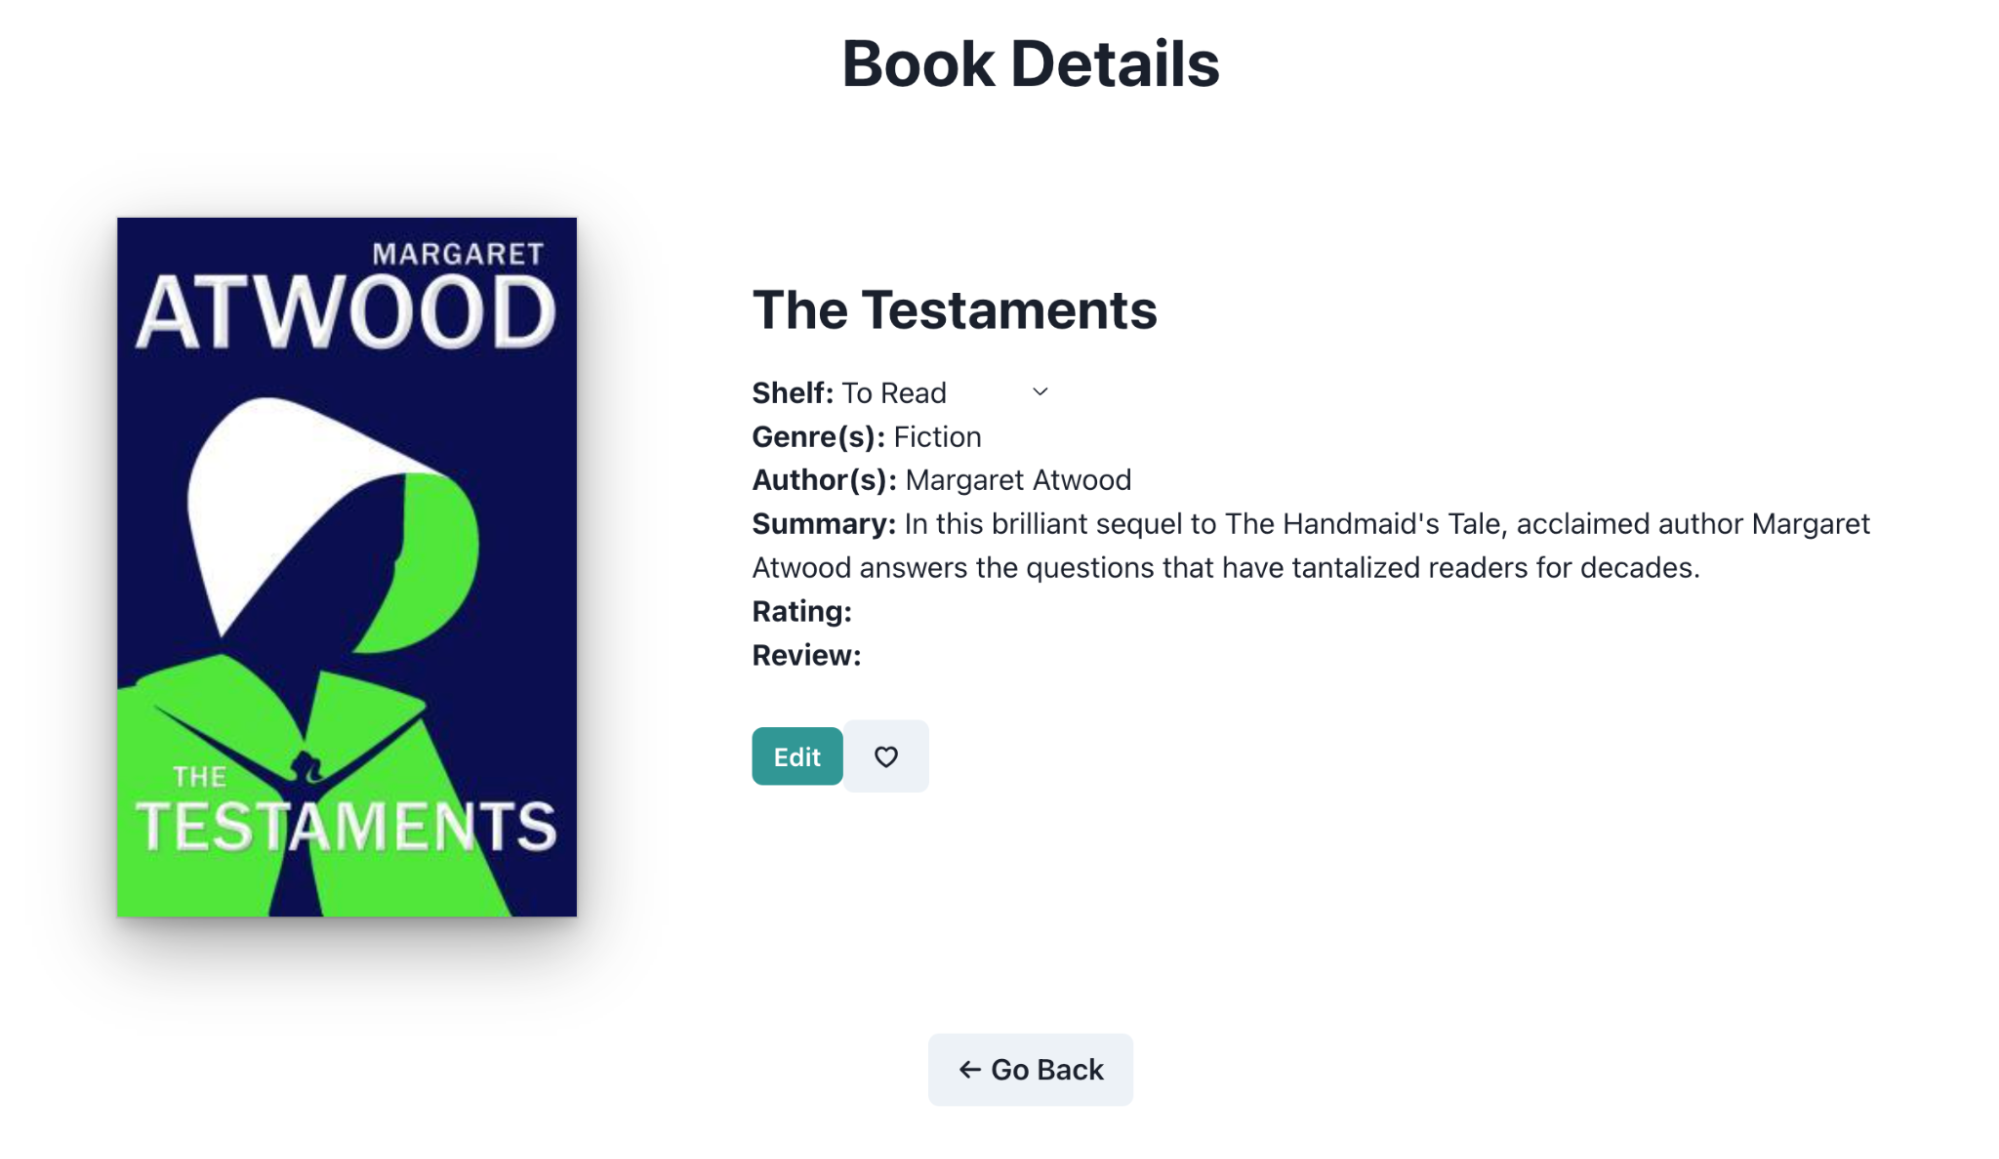 Book Details
MARGARET
ATWOOD
THE
TESTAMENTS
The Testaments
Shelf: To Read
Genre(s): Fiction
Author(s): Margaret Atwood
Summary: In this brilliant sequel to The Handmaid's Tale, acclaimed author Margaret
Atwood answers the questions that have tantalized readers for decades.
Rating:
Review:
Edit
← Go Back